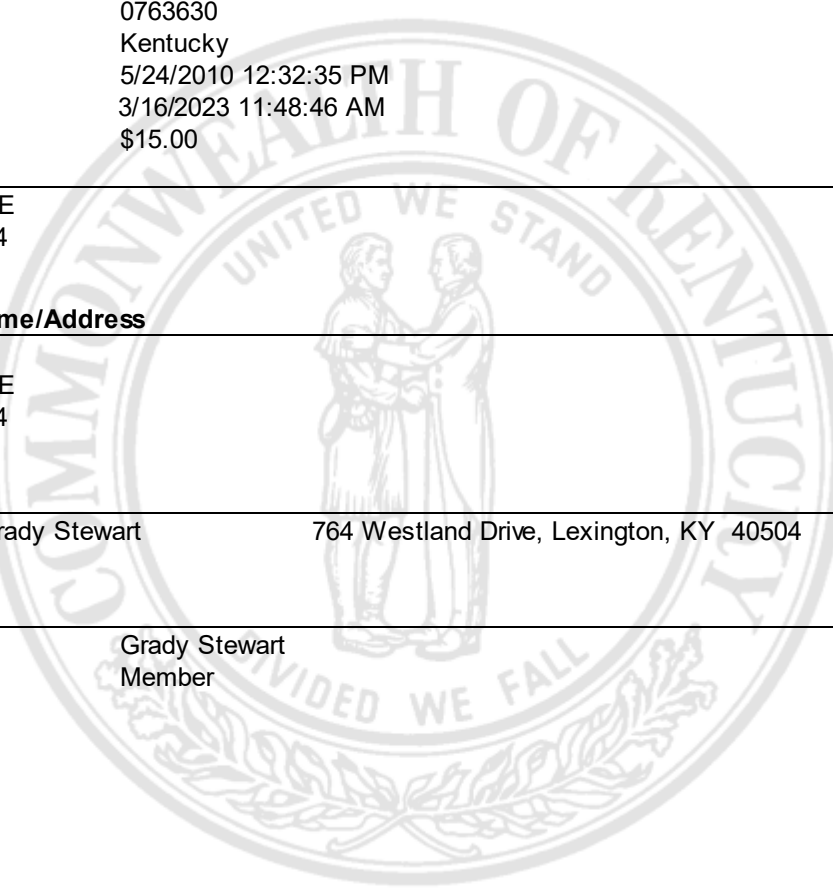 0763630
Kentucky
5/24/2010 12:32:35 PM
3/16/2023 11:48:46 AM
$15.00
E
4
me/Address
E
4
rady Stewart 764 Westland Drive, Lexington, KY 40504
Grady Stewart
Member
COMMONWEALTH OF KENTUCKY
UNITED WE STAND
DIVIDED WE FALL